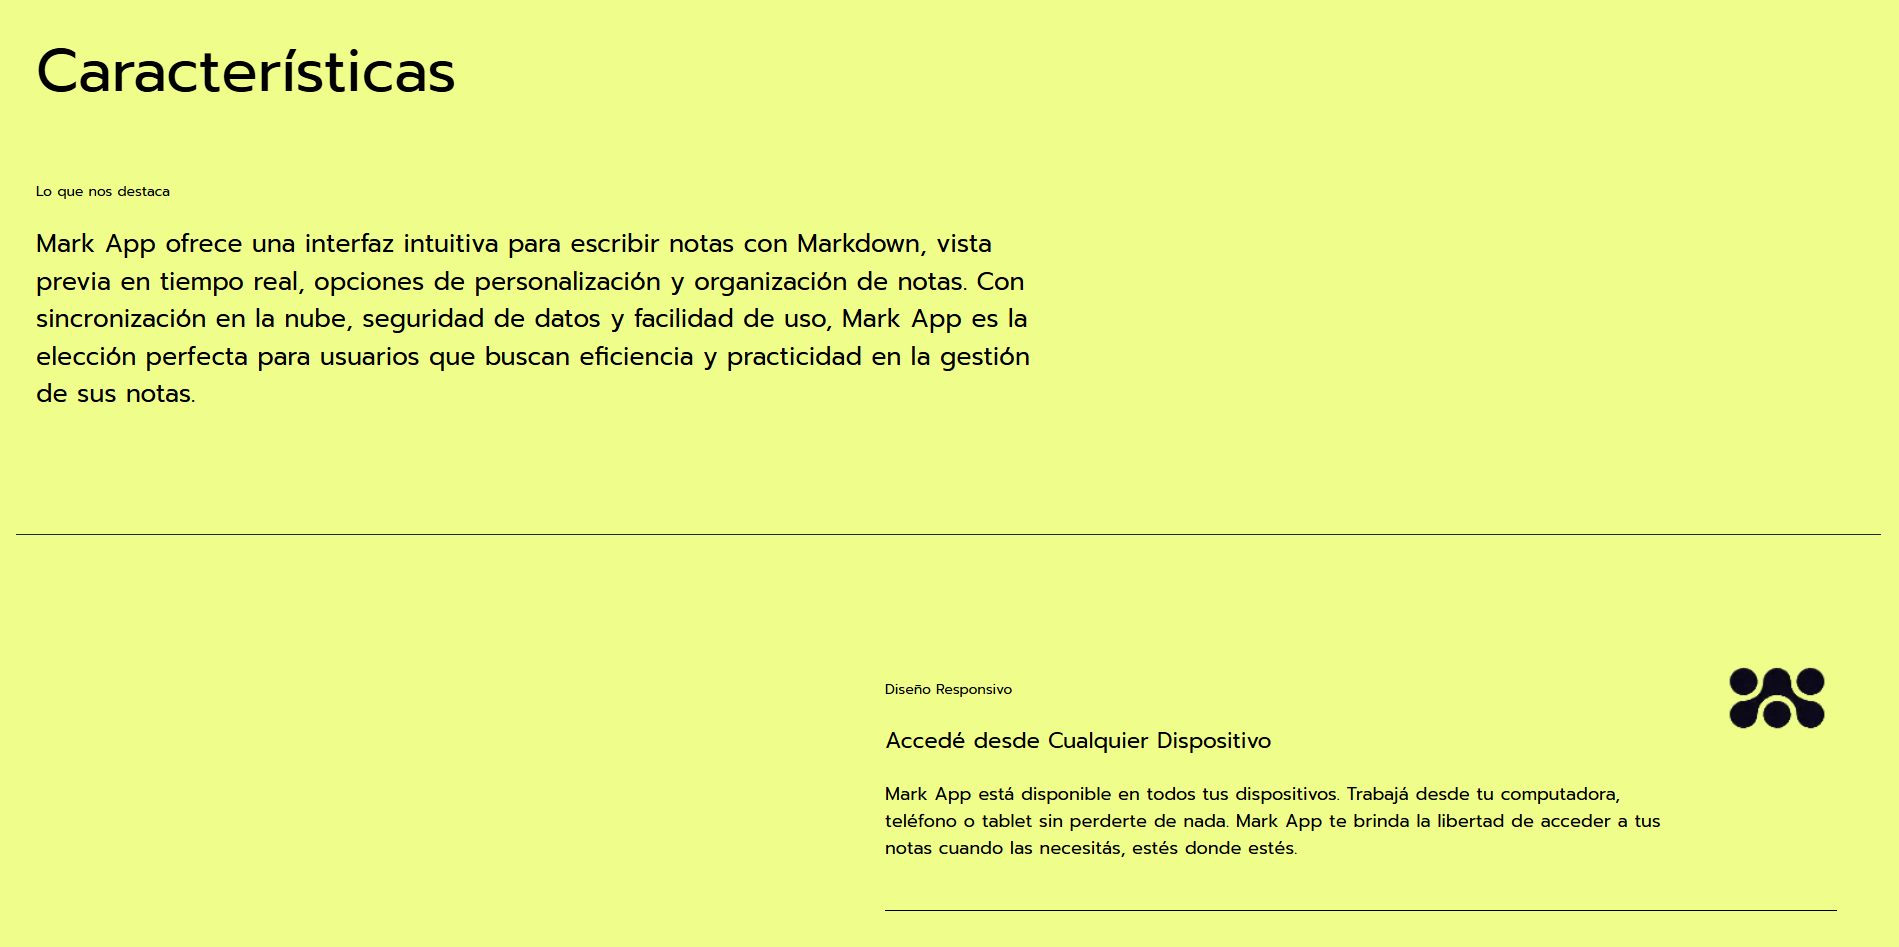 Características
Lo que nos destaca
Mark App ofrece una interfaz intuitiva para escribir notas con Markdown, vista
previa en tiempo real, opciones de personalización y organización de notas. Con
sincronización en la nube, seguridad de datos y facilidad de uso, Mark App es la
elección perfecta para usuarios que buscan eficiencia y practicidad en la gestión
de sus notas.
Diseño Responsivo
Accedé desde Cualquier Dispositivo
Mark App está disponible en todos tus dispositivos. Trabajá desde tu computadora,
teléfono o tablet sin perderte de nada. Mark App te brinda la libertad de acceder a tus
notas cuando las necesitás, estés donde estés.